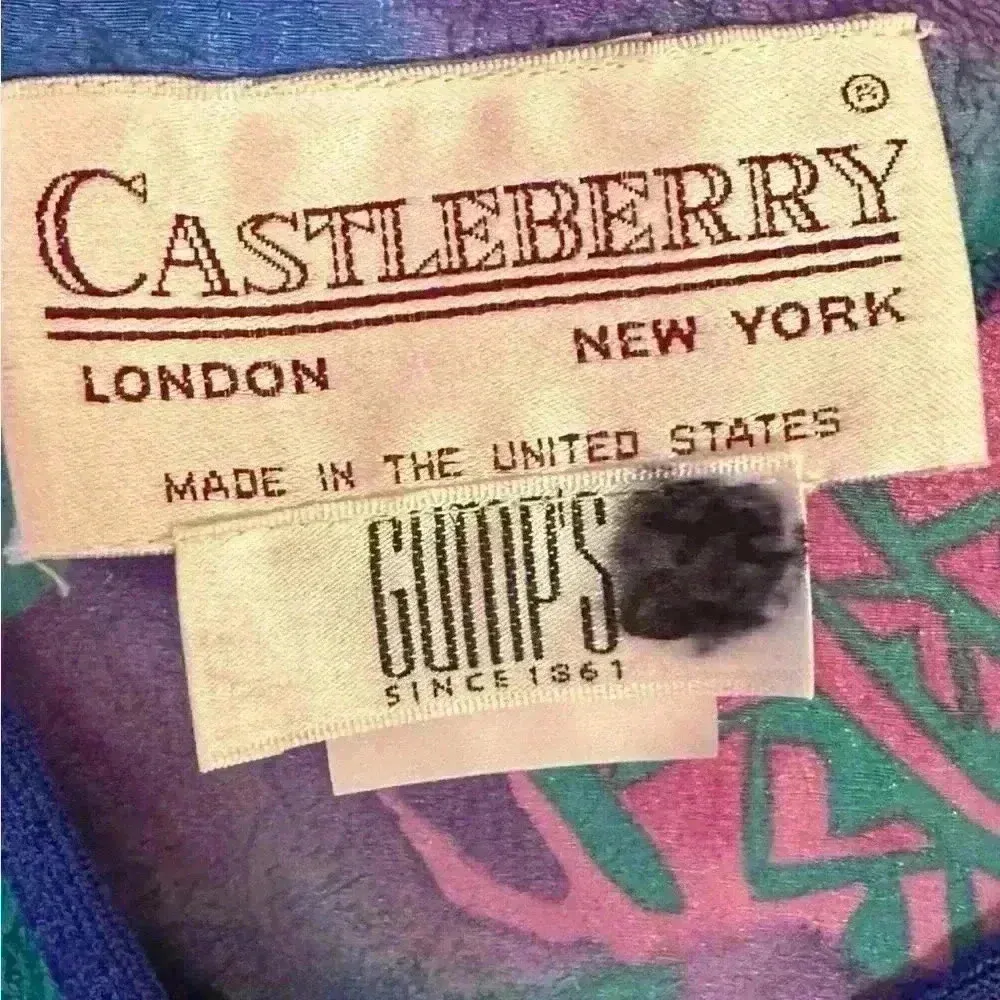 ®
CASTLEBERRY
LONDON NEW YORK
MADE IN THE UNITED STATES
GUMP'S
SINCE 1861